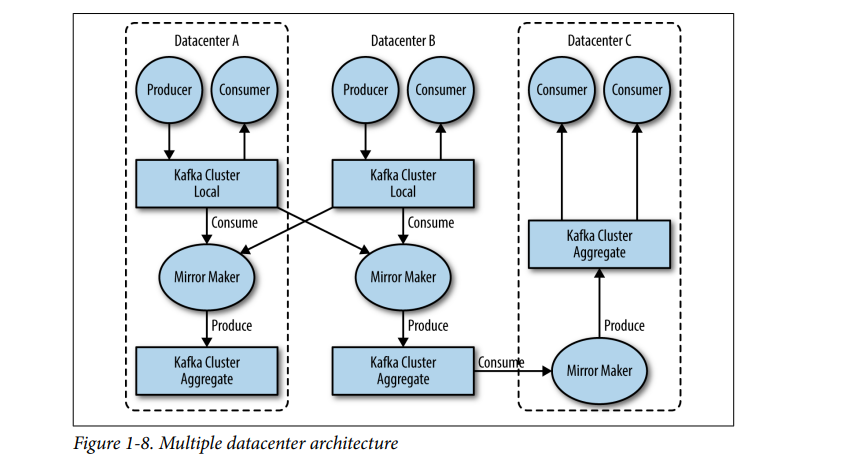 Datacenter A
Datacenter B
Datacenter C
Producer
Consumer
Producer
Consumer
Consumer
Consumer
Kafka Cluster
Local
Kafka Cluster
Local
Consume
Consume
Kafka Cluster
Aggregate
Mirror Maker
Mirror Maker
Produce
Produce
Produce
Kafka Cluster
Aggregate
Kafka Cluster
Aggregate
Consume
Mirror Maker
Figure 1-8. Multiple datacenter architecture